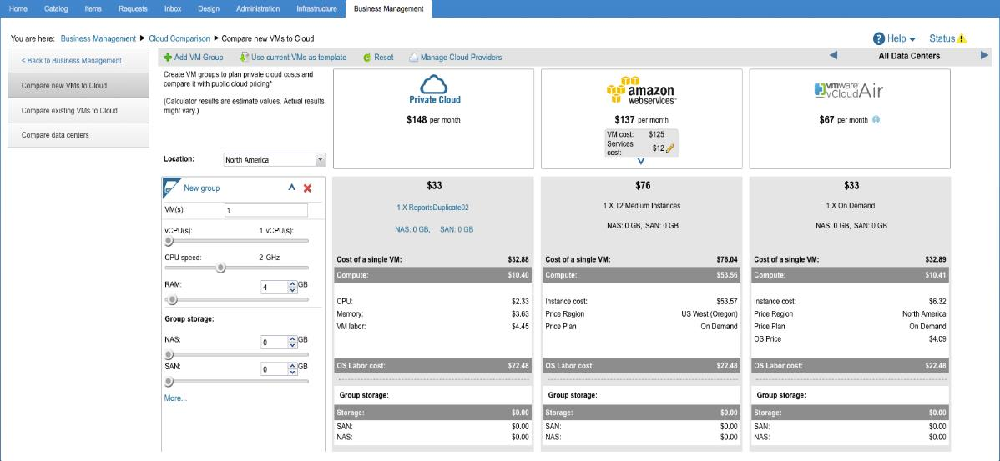 Home Catalog Items Requests Inbox Design Administration Infrastructure Business Management
You are here: Business Management Cloud Comparison Compare new VMs to Cloud
Help Status
< Back to Business Management
Compare new VMs to Cloud
Compare existing VMs to Cloud
Compare data centers
Add VM Group Use current VMs as template Reset Manage Cloud Providers
All Data Centers
Create VM groups to plan private cloud costs and
compare it with public cloud pricing*
(Calculator results are estimate values. Actual results
might vary.)
Location: North America
Private Cloud
$148 per month
amazon
webservices™
$137 per month
VM cost: $125
Services
cost: $12
vmware
vCloud Air
$67 per month
New group
VM(s): 1
vCPU(s): 1 vCPU(s):
CPU speed: 2 GHz
RAM: 4 GB
Group storage:
NAS: 0 GB
SAN: 0 GB
More...
$33
1 X ReportsDuplicate02
NAS: 0 GB, SAN: 0 GB
Cost of a single VM: $32.88
Compute: $10.40
CPU: $2.33
Memory: $3.63
VM labor: $4.45
OS Labor cost: $22.48
Group storage:
Storage: $0.00
SAN: $0.00
NAS: $0.00
$76
1 X T2 Medium Instances
NAS: 0 GB, SAN: 0 GB
Cost of a single VM: $76.04
Compute: $53.56
Instance cost: $53.57
Price Region US West (Oregon)
Price Plan On Demand
OS Labor cost: $22.48
Group storage:
Storage: $0.00
SAN: $0.00
NAS: $0.00
$33
1 X On Demand
NAS: 0 GB, SAN: 0 GB
Cost of a single VM: $32.89
Compute: $10.41
Instance cost: $6.32
Price Region North America
Price Plan On Demand
OS Price $4.09
OS Labor cost: $22.48
Group storage:
Storage: $0.00
SAN: $0.00
NAS: $0.00